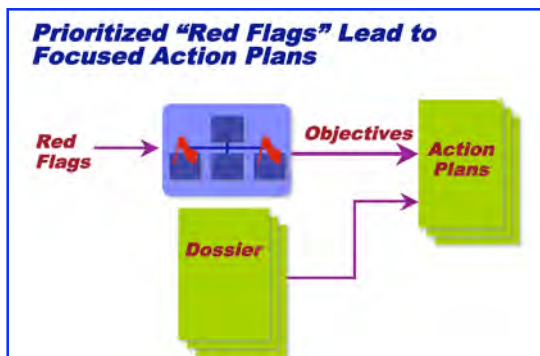 Prioritized “Red Flags” Lead to
Focused Action Plans
Red
Flags
Objectives
Action
Plans
Dossier